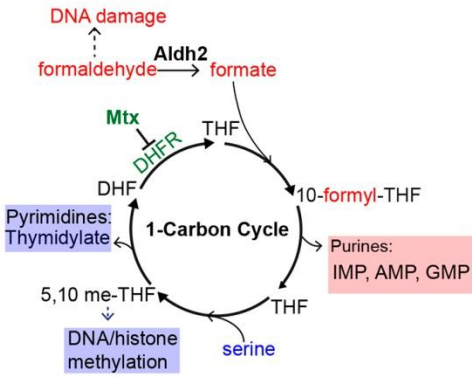 DNA damage
Aldh2
formaldehyde
formate
Mtx
DHFR
THF
DHF
10-formyl-THF
Pyrimidines:
Thymidylate
1-Carbon Cycle
Purines:
IMP, AMP, GMP
5,10 me-THF
THF
DNA/histone
methylation
serine